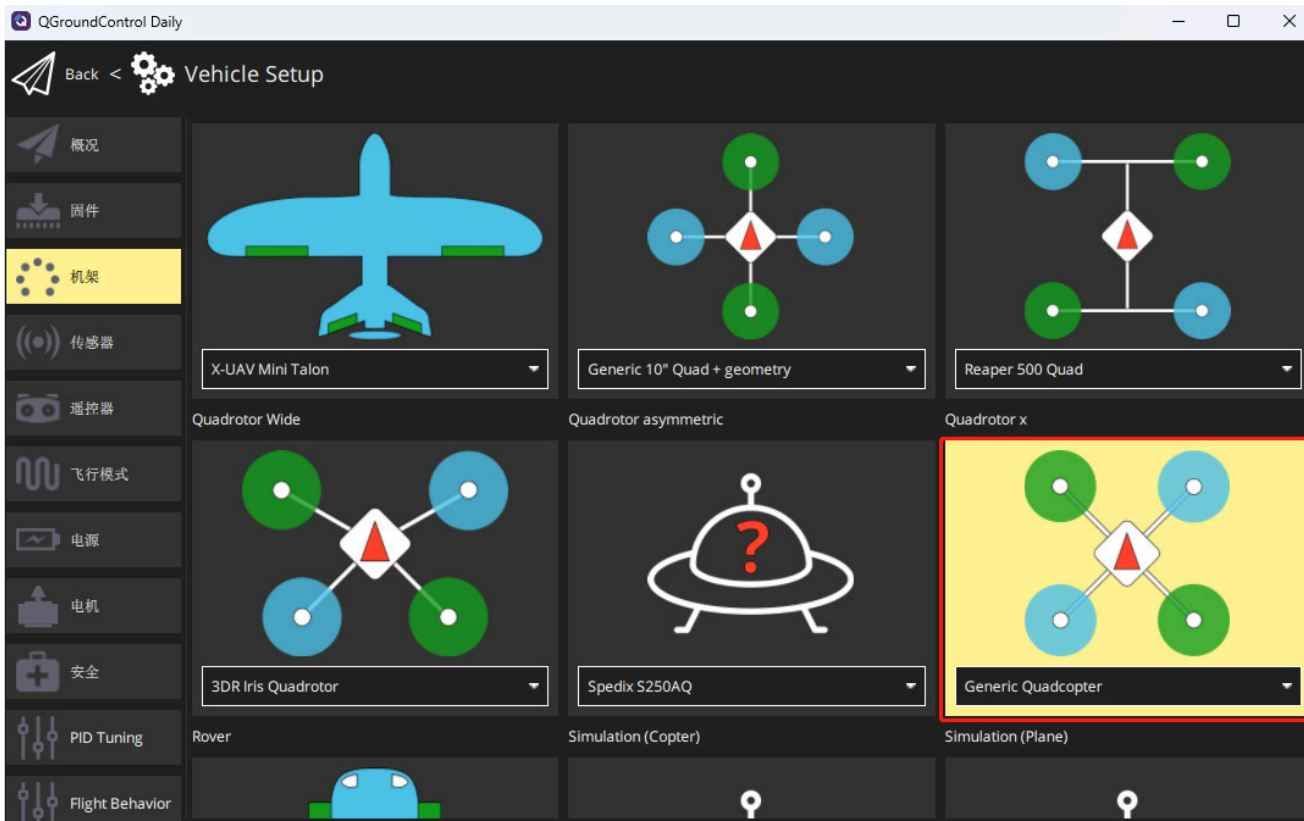 QGroundControl Daily
Back < Vehicle Setup
概况
固件
机架
传感器
遥控器
飞行模式
电源
电机
安全
PID Tuning
Flight Behavior
X-UAV Mini Talon
Generic 10" Quad + geometry
Reaper 500 Quad
Quadrotor Wide
Quadrotor asymmetric
Quadrotor x
?
3DR Iris Quadrotor
Spedix S250AQ
Generic Quadcopter
Rover
Simulation (Copter)
Simulation (Plane)